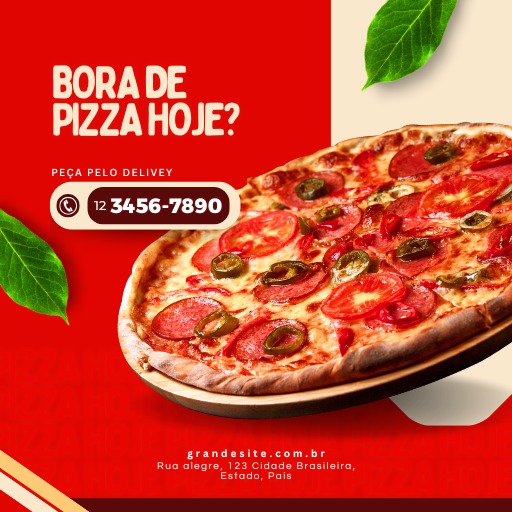 BORA DE
PIZZA HOJE?
PEÇA PELO DELIVEY
12 3456-7890
grandesite.com.br
Rua alegre, 123 Cidade Brasileira,
Estado, Pais